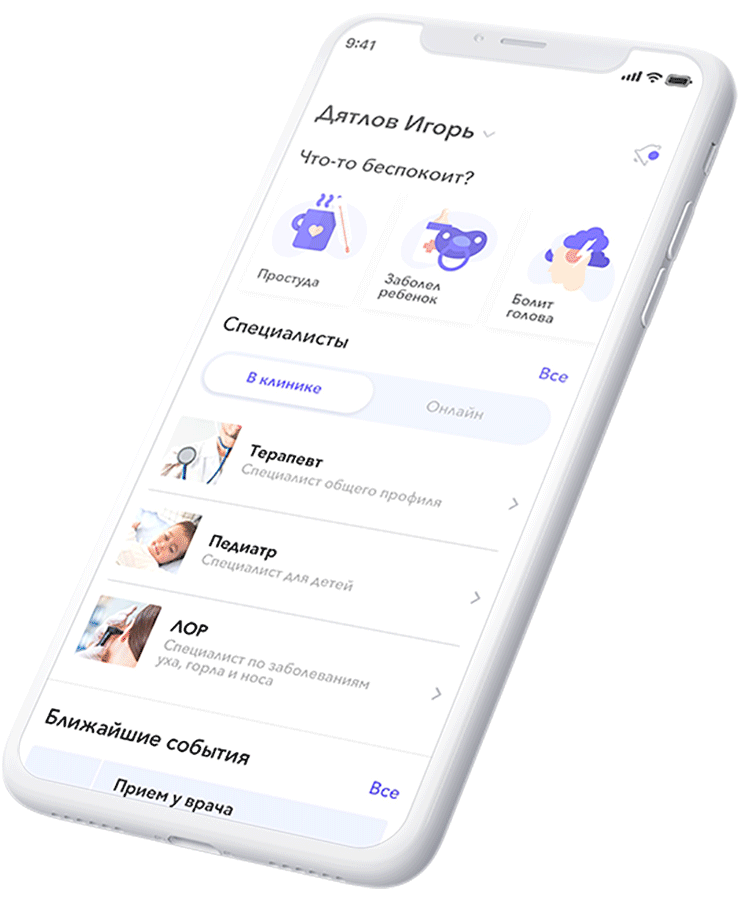 9:41
Дятлов Игорь
Что-то беспокоит?
Простуда
Заболел
ребенок
Болит
голова
Специалисты
Все
В клинике
Онлайн
Терапевт
Специалист общего профиля
Педиатр
Специалист для детей
ЛОР
Специалист по заболеваниям
уха, горла и носа
Ближайшие события
Все
Прием у врача